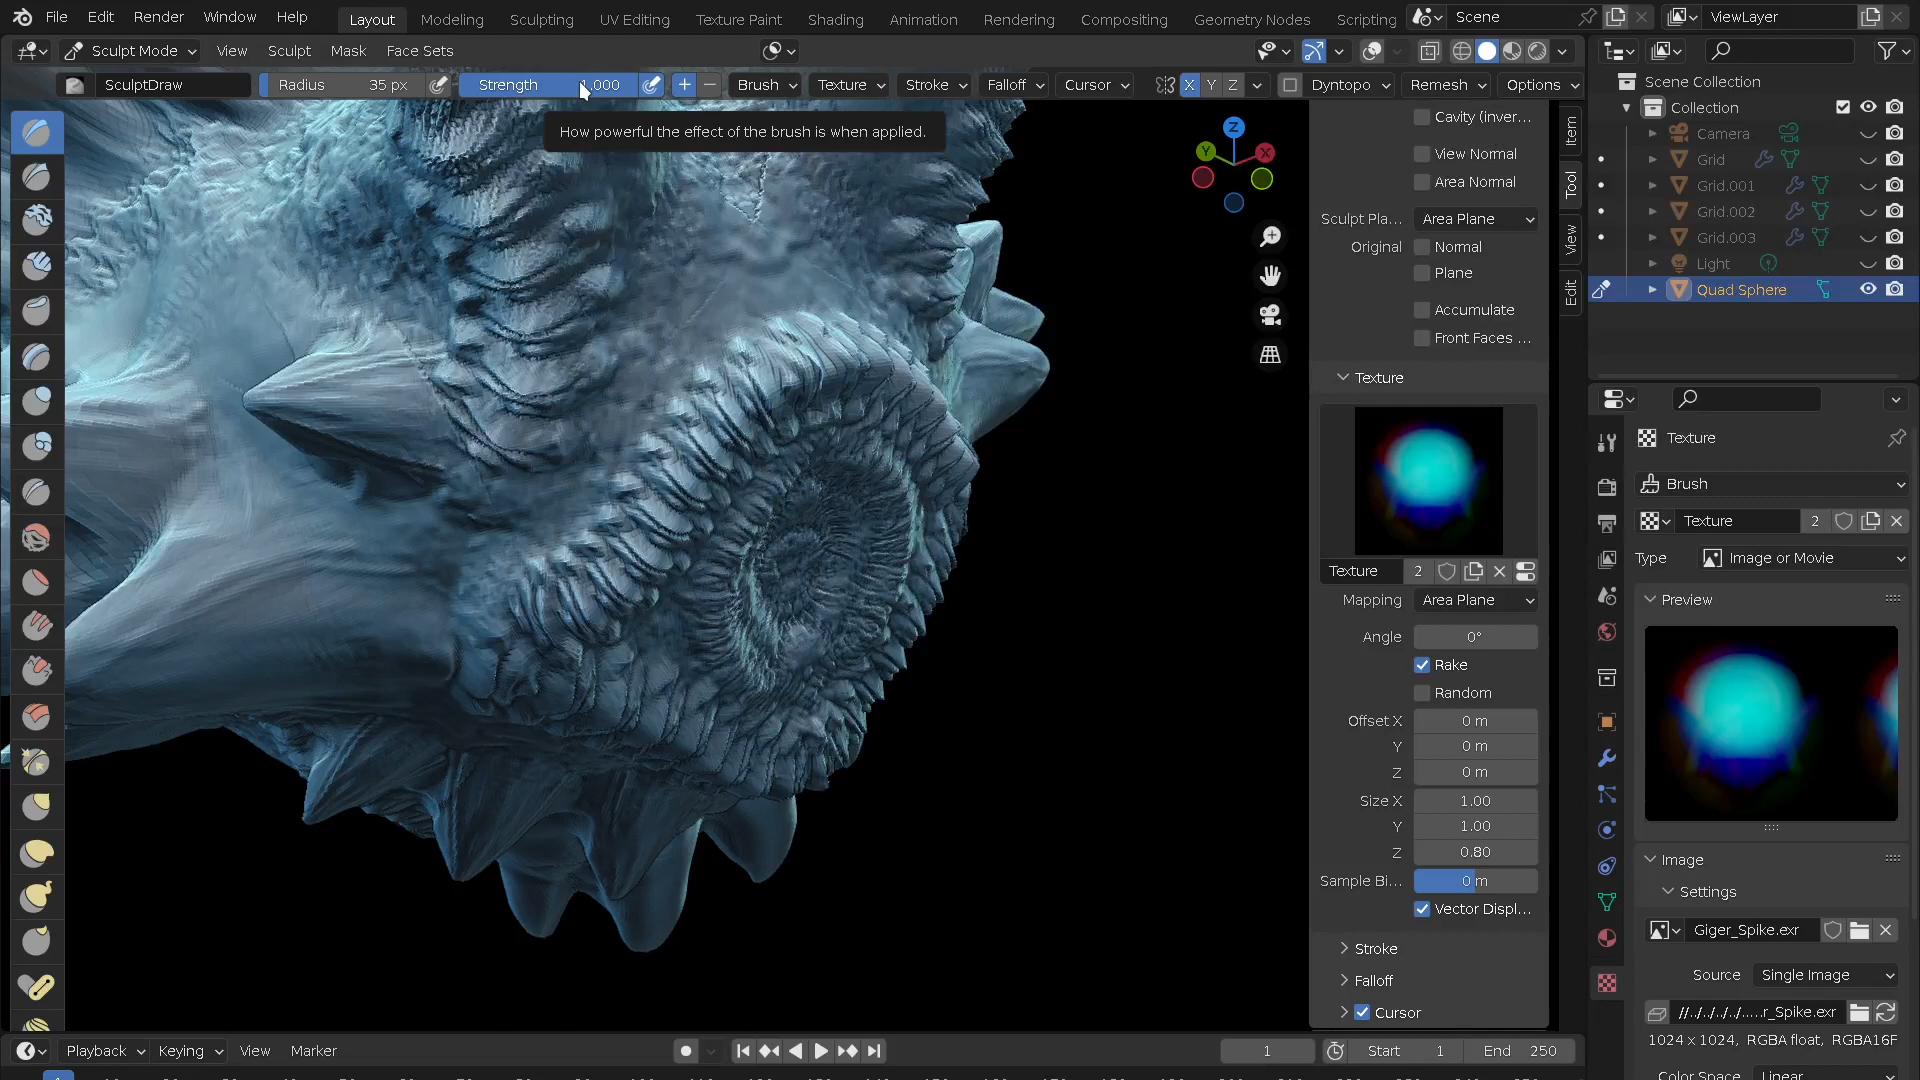 File Edit Render Window Help Layout Modeling Sculpting UV Editing Texture Paint Shading Animation Rendering Compositing Geometry Nodes Scripting Scene ViewLayer
Sculpt Mode View Sculpt Mask Face Sets
SculptDraw Radius 35 px Strength 1.000 Brush Texture Stroke Falloff Cursor X Y Z Dyntopo Remesh Options
How powerful the effect of the brush is when applied.
Z
Y
X
Cavity (inver...
View Normal
Area Normal
Sculpt Pla... Area Plane
Original Normal
Plane
Accumulate
Front Faces ...
Texture
Texture 2
Mapping Area Plane
Angle 0°
Rake
Random
Offset X 0 m
Y 0 m
Z 0 m
Size X 1.00
Y 1.00
Z 0.80
Sample Bi... 0 m
Vector Displ...
Stroke
Falloff
Cursor
Item
Tool
View
Edit
Scene Collection
Collection
Camera
Grid
Grid.001
Grid.002
Grid.003
Light
Quad Sphere
Texture
Brush
Texture 2
Type Image or Movie
Preview
Image
Settings
Giger_Spike.exr
Source Single Image
//../../../.....r_Spike.exr
1024 x 1024, RGBA float, RGBA16F
Color Space Linear
Playback Keying View Marker 1 Start 1 End 250
1